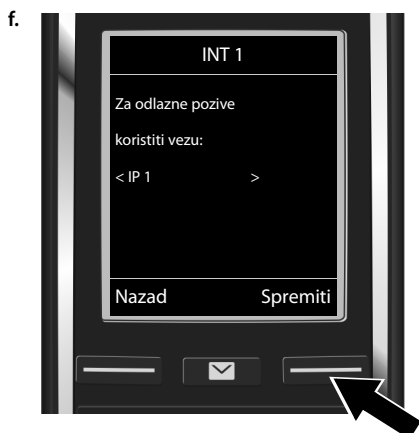 f.
INT 1
Za odlazne pozive
koristiti vezu:
< IP 1 >
Nazad Spremiti